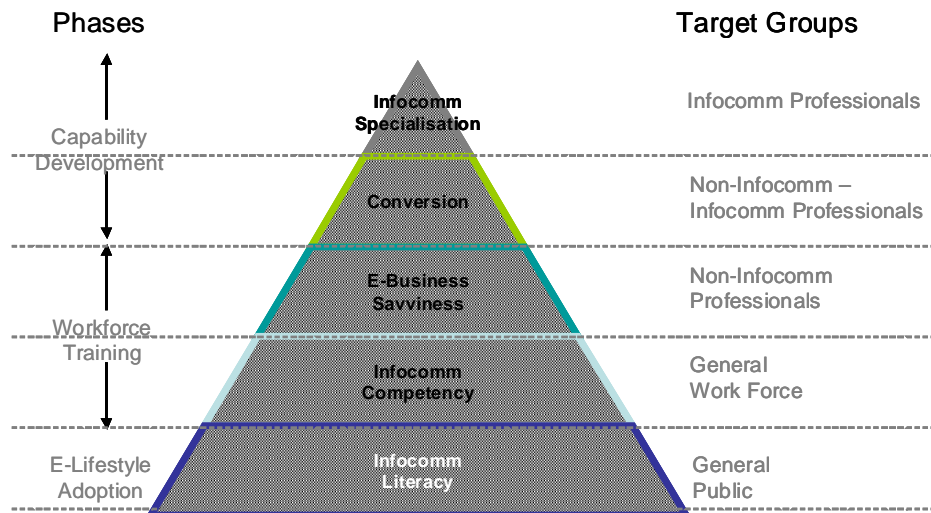 Phases
Target Groups
Infocomm
Specialisation
Infocomm Professionals
Capability
Development
Conversion
Non-Infocomm –
Infocomm Professionals
E-Business
Savviness
Non-Infocomm
Professionals
Workforce
Training
Infocomm
Competency
General
Work Force
E-Lifestyle
Adoption
Infocomm
Literacy
General
Public